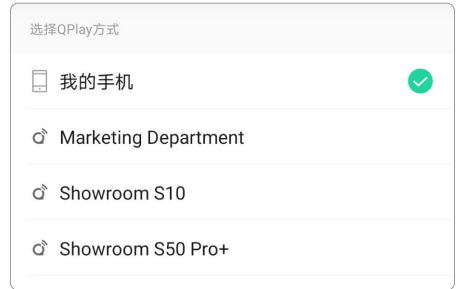 选择QPlay方式
我的手机
Marketing Department
Showroom S10
Showroom S50 Pro+